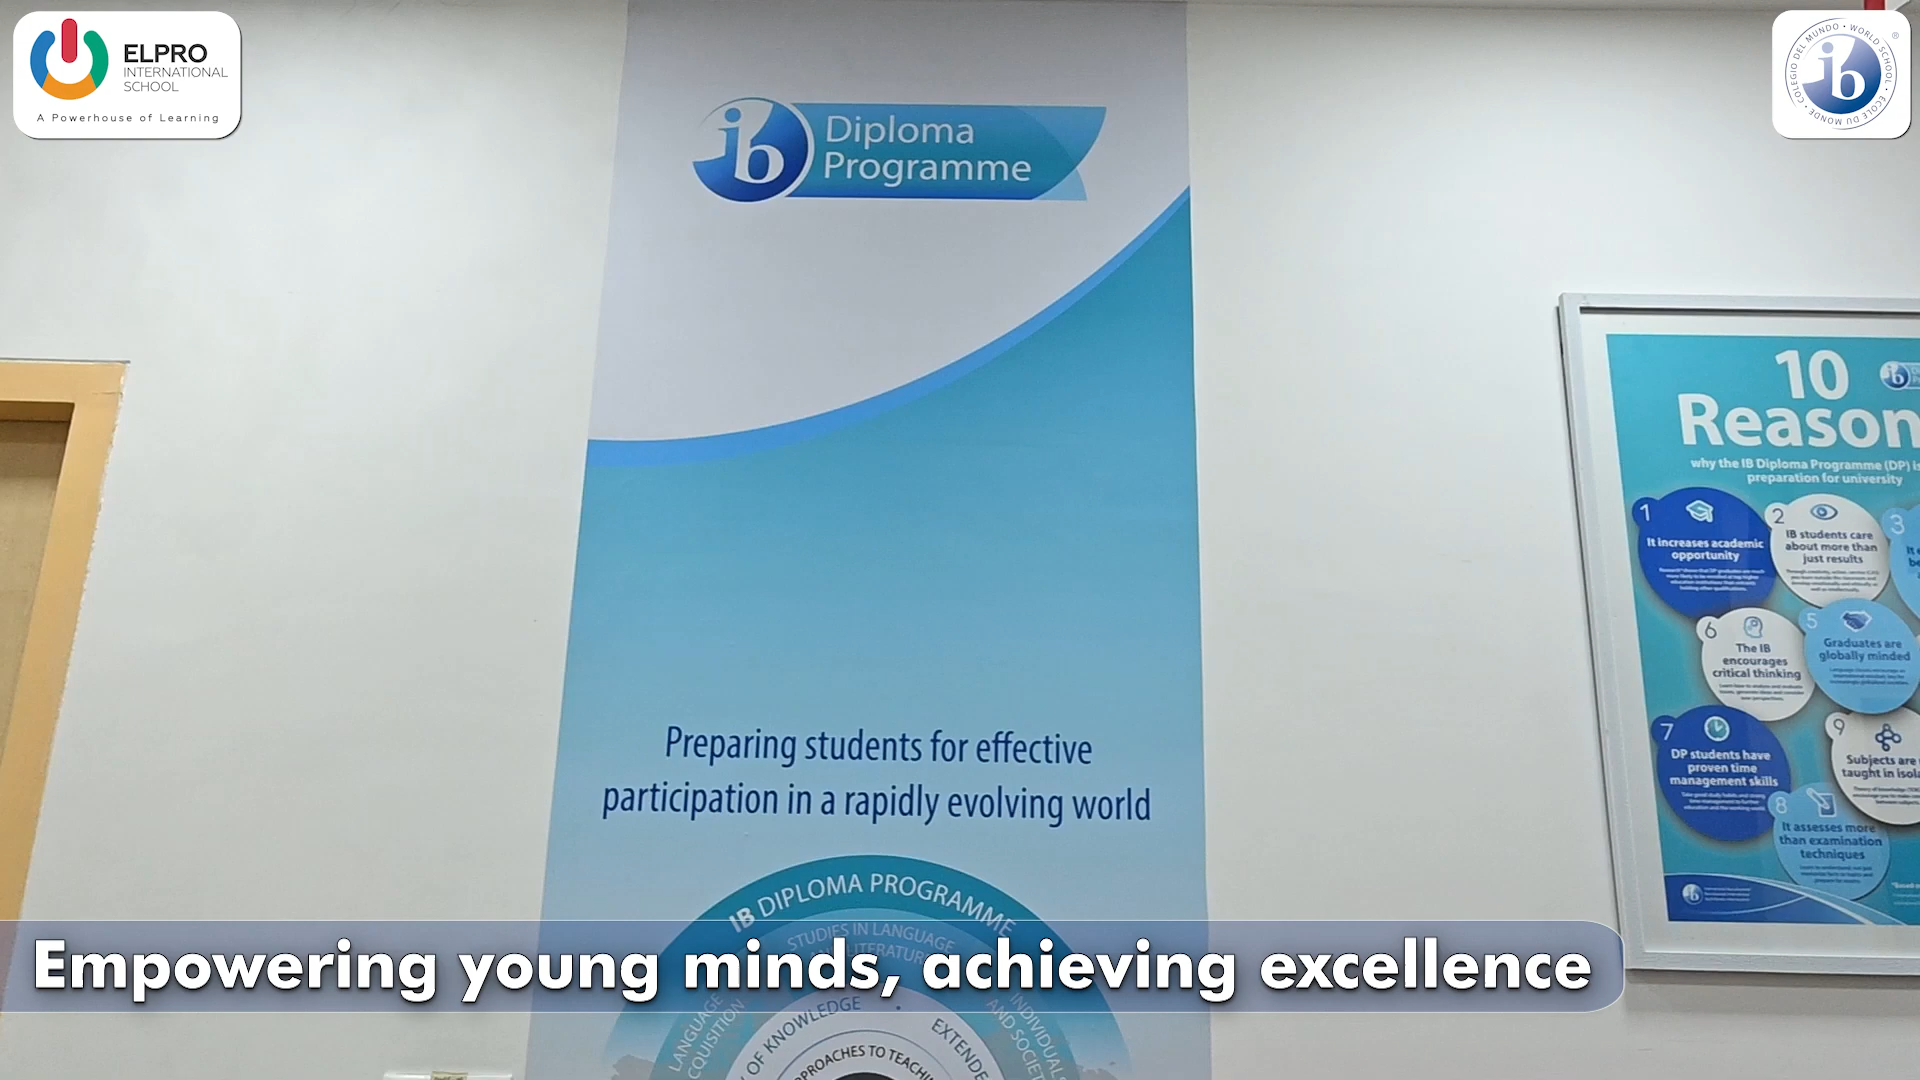 ELPRO
INTERNATIONAL
SCHOOL
A Powerhouse of Learning
COLEGIO DEL MUNDO • WORLD SCHOOL • ECOLE DU MONDE •
ib
®
ib
Diploma
Programme
Preparing students for effective
participation in a rapidly evolving world
IB DIPLOMA PROGRAMME
STUDIES IN LANGUAGE
LANGUAGE
INDIVIDUALS
AND
OF KNOWLEDGE
APPROACHES TO
10
why the IB Diploma Programme (DP)
preparation for university
1
It increases academic
opportunity
2
IB students care
about more than
just results
3
5
Graduates are
globally minded
6
The IB
encourages
critical thinking
7
DP students have
proven time
management skills
8
It assesses more
than examination
techniques
9
Subjects are
taught in
Empowering young minds, achieving excellence